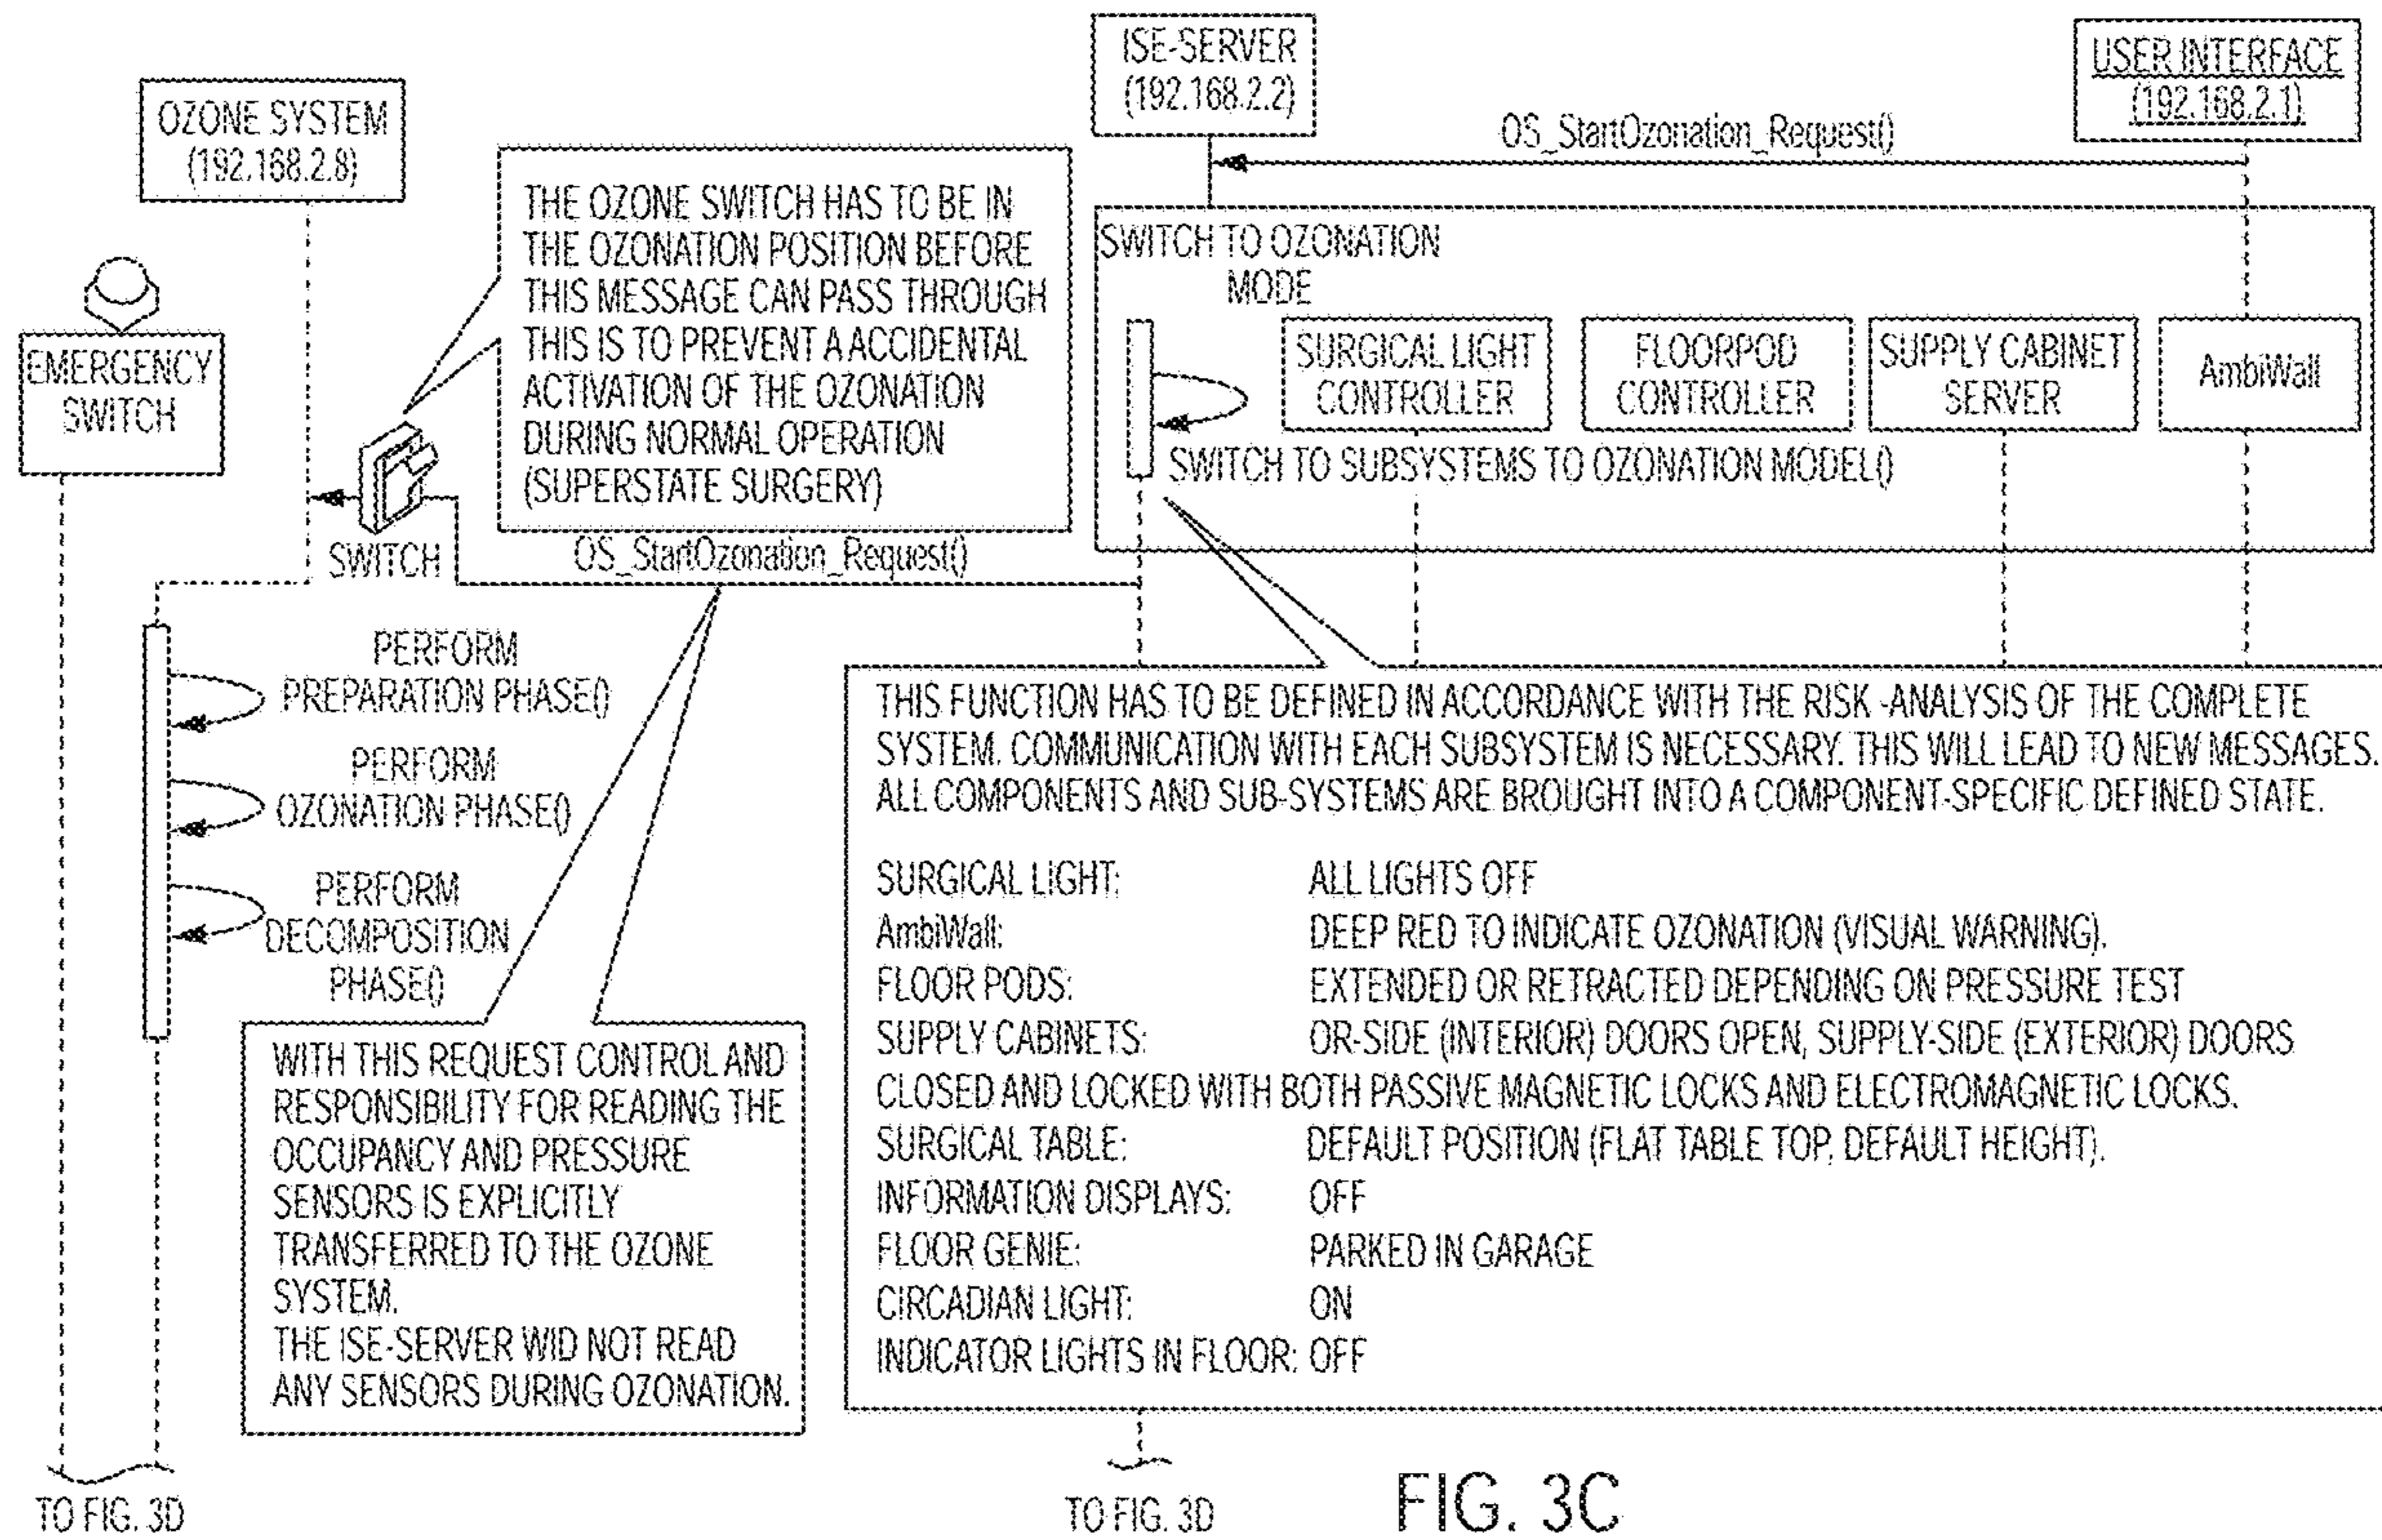 ISE-SERVER
(192.168.2.2)
USER INTERFACE
(192.168.2.1)
OZONE SYSTEM
(192.168.2.8)
OS_StartOzonation_Request()
THE OZONE SWITCH HAS TO BE IN
THE OZONATION POSITION BEFORE
THIS MESSAGE CAN PASS THROUGH
THIS IS TO PREVENT A ACCIDENTAL
ACTIVATION OF THE OZONATION
DURING NORMAL OPERATION
(SUPERSTATE SURGERY)
SWITCH TO OZONATION
MODE
EMERGENCY
SWITCH
SURGICAL LIGHT
CONTROLLER
FLOORPOD
CONTROLLER
SUPPLY CABINET
SERVER
AmbiWall
SWITCH TO SUBSYSTEMS TO OZONATION MODEL()
SWITCH
OS_StartOzonation_Request()
PERFORM
PREPARATION PHASE()
PERFORM
OZONATION PHASE()
PERFORM
DECOMPOSITION
PHASE()
WITH THIS REQUEST CONTROL AND
RESPONSIBILITY FOR READING THE
OCCUPANCY AND PRESSURE
SENSORS IS EXPLICITLY
TRANSFERRED TO THE OZONE
SYSTEM.
THE ISE-SERVER WID NOT READ
ANY SENSORS DURING OZONATION.
THIS FUNCTION HAS TO BE DEFINED IN ACCORDANCE WITH THE RISK -ANALYSIS OF THE COMPLETE
SYSTEM. COMMUNICATION WITH EACH SUBSYSTEM IS NECESSARY. THIS WILL LEAD TO NEW MESSAGES.
ALL COMPONENTS AND SUB-SYSTEMS ARE BROUGHT INTO A COMPONENT-SPECIFIC DEFINED STATE.
SURGICAL LIGHT: ALL LIGHTS OFF
AmbiWall: DEEP RED TO INDICATE OZONATION (VISUAL WARNING).
FLOOR PODS: EXTENDED OR RETRACTED DEPENDING ON PRESSURE TEST
SUPPLY CABINETS: OR-SIDE (INTERIOR) DOORS OPEN, SUPPLY-SIDE (EXTERIOR) DOORS
CLOSED AND LOCKED WITH BOTH PASSIVE MAGNETIC LOCKS AND ELECTROMAGNETIC LOCKS.
SURGICAL TABLE: DEFAULT POSITION (FLAT TABLE TOP, DEFAULT HEIGHT).
INFORMATION DISPLAYS: OFF
FLOOR GENIE: PARKED IN GARAGE
CIRCADIAN LIGHT: ON
INDICATOR LIGHTS IN FLOOR: OFF
TO FIG. 3D
TO FIG. 3D
FIG. 3C